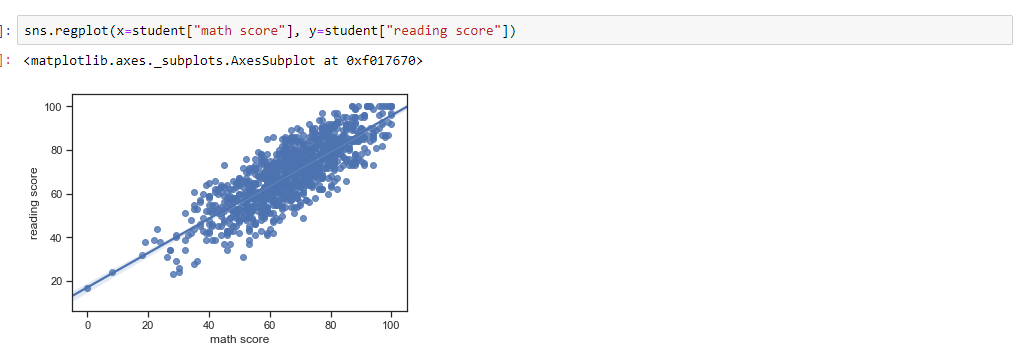 ]: sns.regplot(x=student["math score"], y=student["reading score"])
]: <matplotlib.axes._subplots.AxesSubplot at 0xf017670>
100
80
60
40
20
reading score
0 20 40 60 80 100
math score